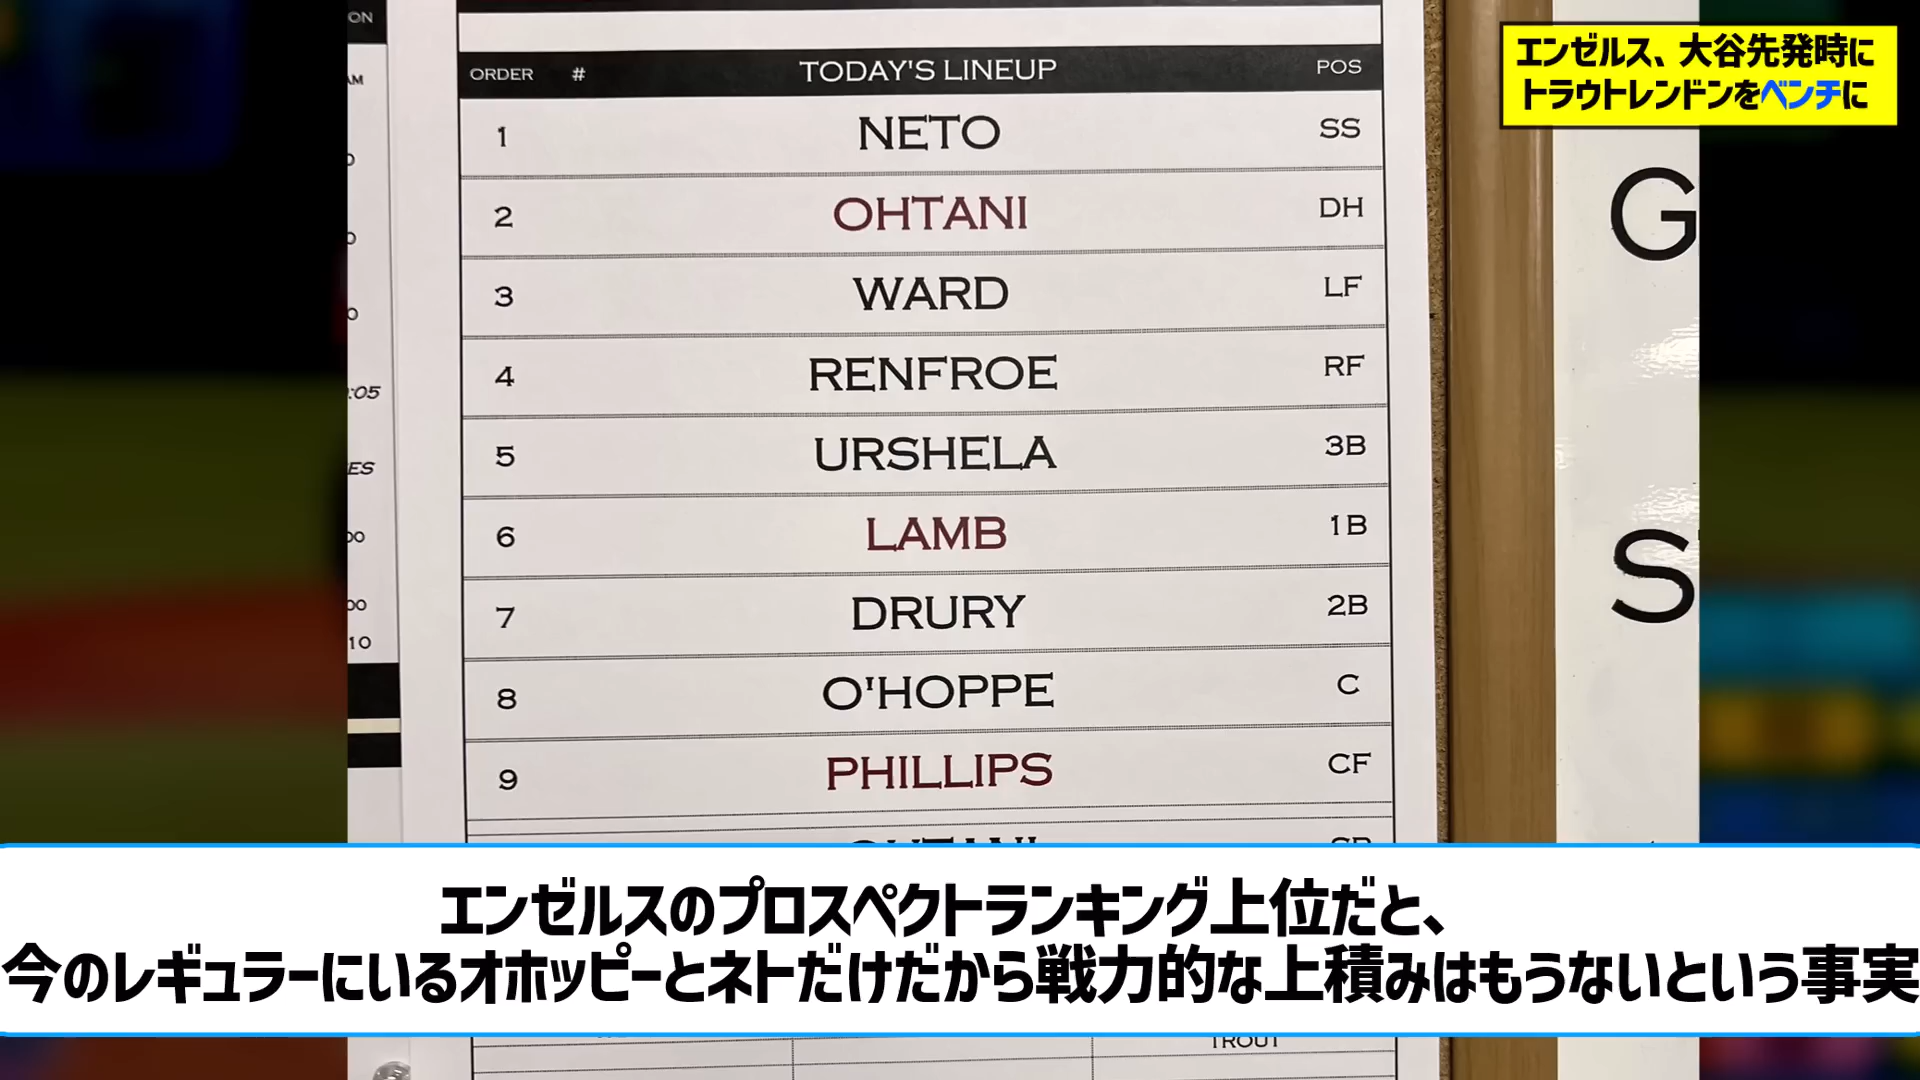 エンゼルス、大谷先発時に
トラウトレンドンをベンチに
ORDER # TODAY'S LINEUP POS
1 NETO SS
2 OHTANI DH
3 WARD LF
4 RENFROE RF
5 URSHELA 3B
6 LAMB 1B
7 DRURY 2B
8 O'HOPPE C
9 PHILLIPS CF
:05
ES
10
G
S
エンゼルスのプロスペクトランキング上位だと、
今のレギュラーにいるオホッピーとネトだけだから戦力的な上積みはもうないという事実
TROUT